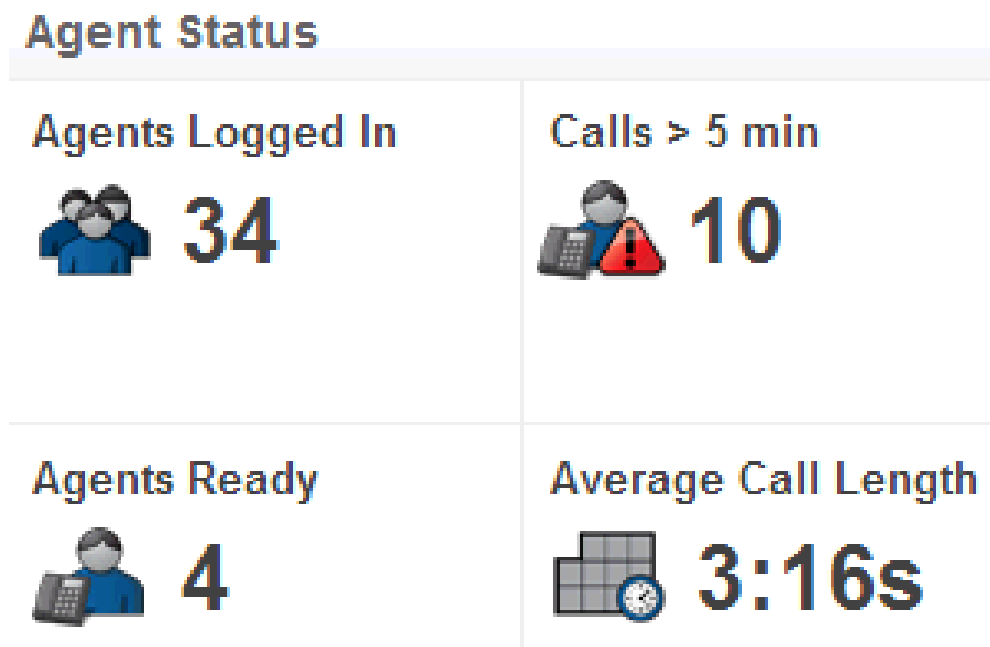 Agent Status
Agents Logged In
34
Calls > 5 min
10
Agents Ready
4
Average Call Length
3:16s